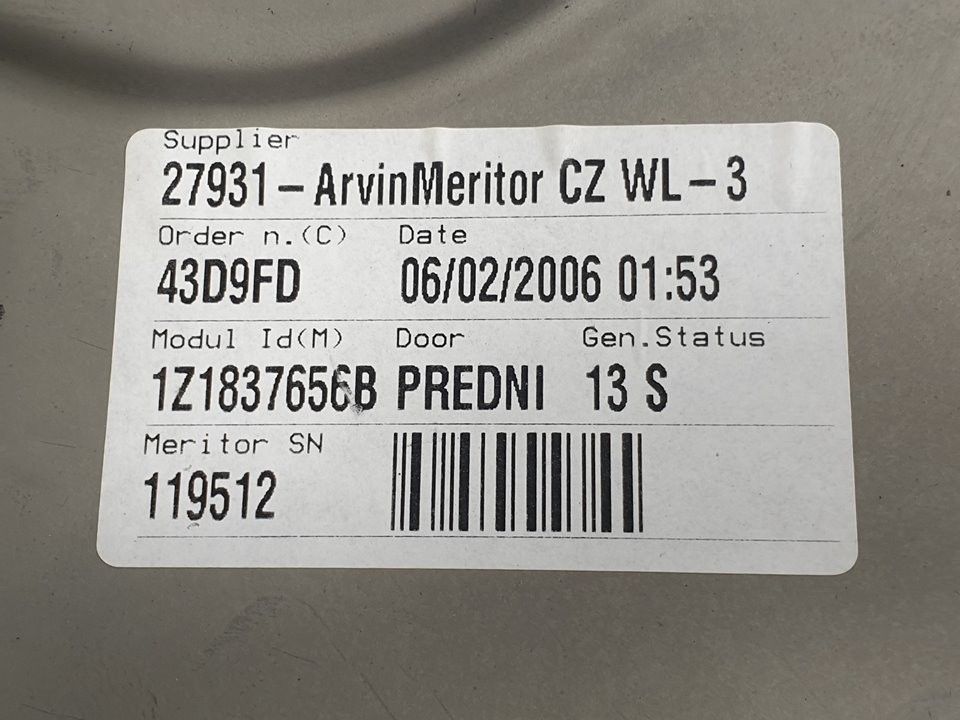 Supplier
27931-ArvinMeritor CZ WL-3
Order n.(C) Date
43D9FD 06/02/2006 01:53
Modul Id(M) Door Gen.Status
1Z1837656B PREDNI 13 S
Meritor SN
119512